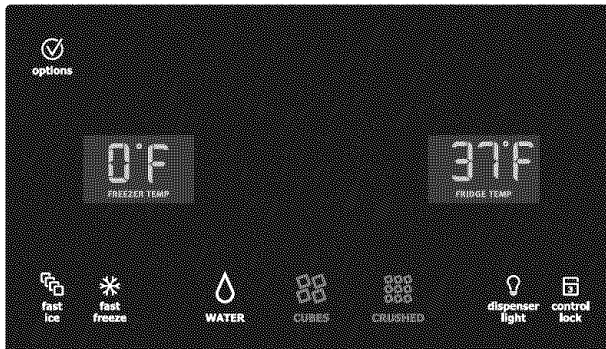 options
0°F
37°F
FREEZER TEMP
FRIDGE TEMP
fast
ice
fast
freeze
WATER
CUBES
CRUSHED
dispenser
light
control
lock